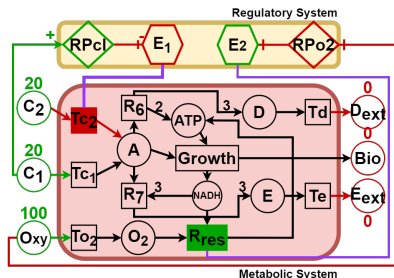 Regulatory System
+ RPcl - E1 E2 RPo2
20 0
C2 Tc2 R6 2 ATP 3 D Td Dext
20 A 0
C1 Tc1 Growth Bio
R7 3 NADH 3 E Te Eext
100 0
Oxy To2 O2 Rres
Metabolic System